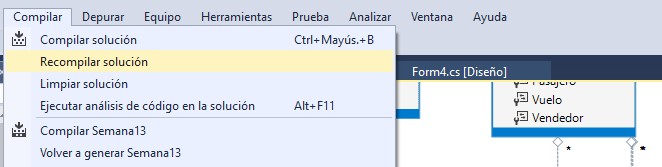 Compilar Depurar Equipo Herramientas Prueba Analizar Ventana Ayuda
Compilar solución Ctrl+Mayús.+B
Recompilar solución
Form4.cs [Diseño]
Limpiar solución
Pasajero
Vuelo
Ejecutar análisis de código en la solución Alt+F11
Vendedor
Compilar Semana13
Volver a generar Semana13
*
*